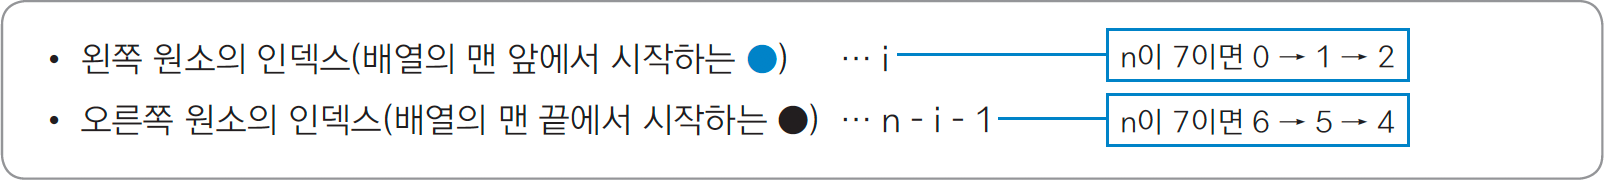 • 왼쪽 원소의 인덱스(배열의 맨 앞에서 시작하는 ●) … i n이 7이면 0 → 1 → 2
• 오른쪽 원소의 인덱스(배열의 맨 끝에서 시작하는 ●) … n - i - 1 n이 7이면 6 → 5 → 4